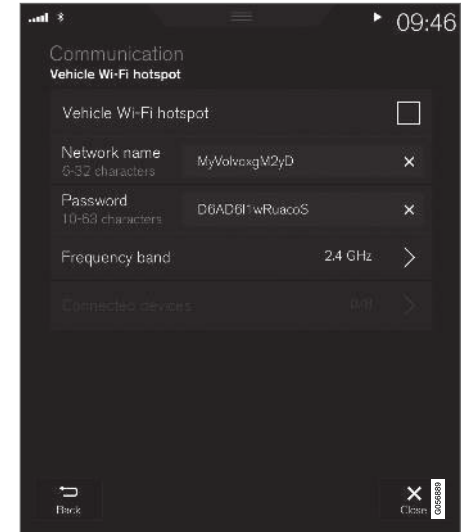 09:46
Communication
Vehicle Wi-Fi hotspot
Vehicle Wi-Fi hotspot
Network name
6-32 characters
MyVolvoxgM2yD
Password
10-63 characters
D6AD6I1wRuacoS
Frequency band 2.4 GHz
Connected devices
Back
Close
G056889